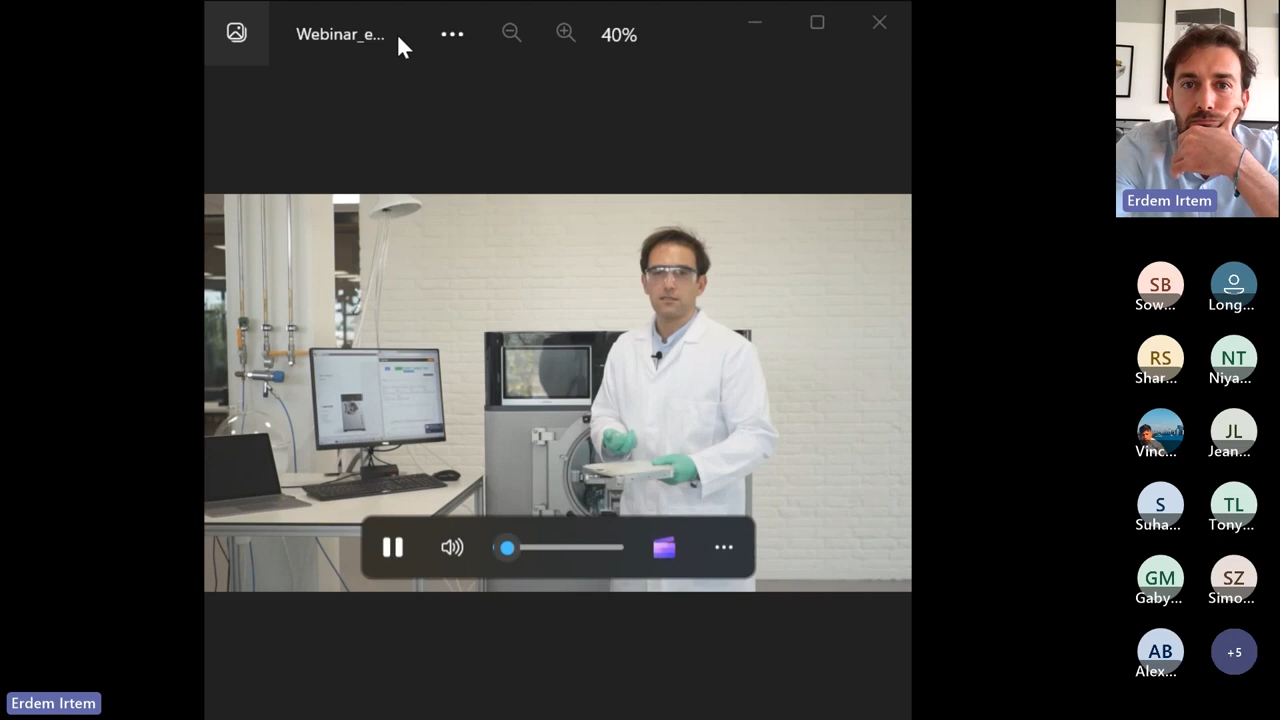 Webinar_e...
40%
Erdem Irtem
SB
Sow...
Long...
RS
Shar...
NT
Niya...
Vinc...
JL
Jean...
S
Suha...
TL
Tony...
GM
Gaby...
SZ
Simo...
AB
Alex...
+5
Erdem Irtem